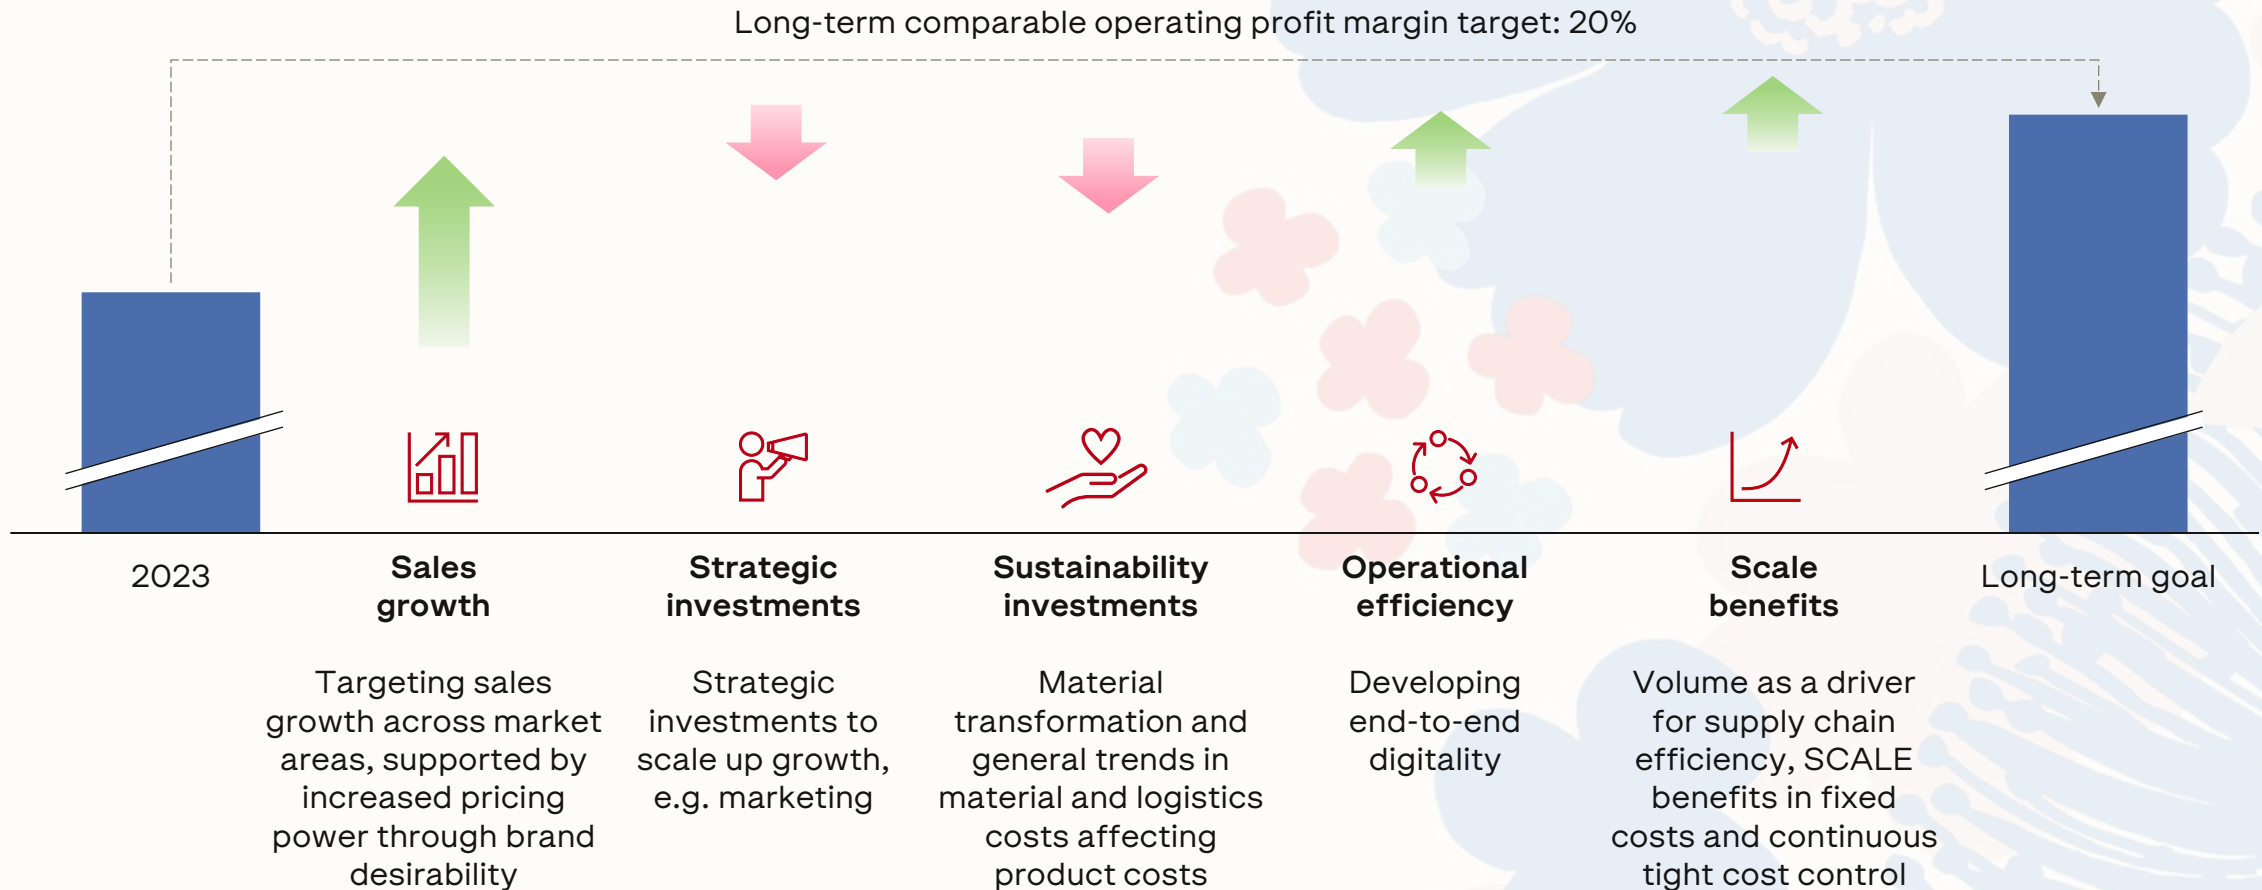 Long-term comparable operating profit margin target: 20%
2023
Sales
growth
Targeting sales
growth across market
areas, supported by
increased pricing
power through brand
desirability
Strategic
investments
Strategic
investments to
scale up growth,
e.g. marketing
Sustainability
investments
Material
transformation and
general trends in
material and logistics
costs affecting
product costs
Operational
efficiency
Developing
end-to-end
digitality
Scale
benefits
Volume as a driver
for supply chain
efficiency, SCALE
benefits in fixed
costs and continuous
tight cost control
Long-term goal